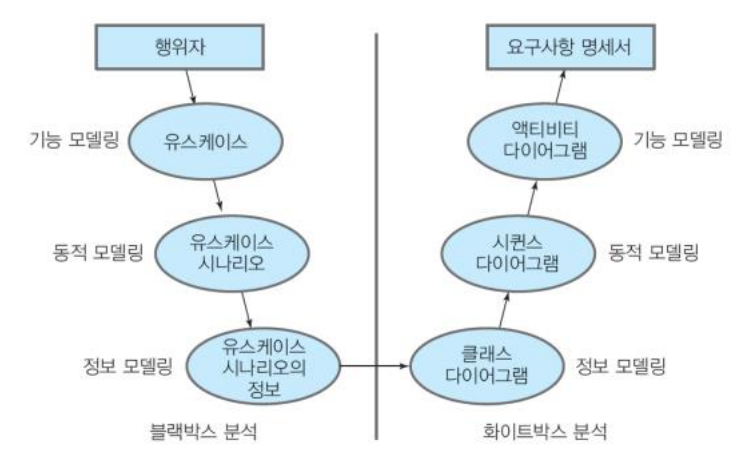 행위자
요구사항 명세서
기능 모델링
유스케이스
액티비티
다이어그램
기능 모델링
동적 모델링
유스케이스
시나리오
시퀀스
다이어그램
동적 모델링
정보 모델링
유스케이스
시나리오의
정보
클래스
다이어그램
정보 모델링
블랙박스 분석
화이트박스 분석